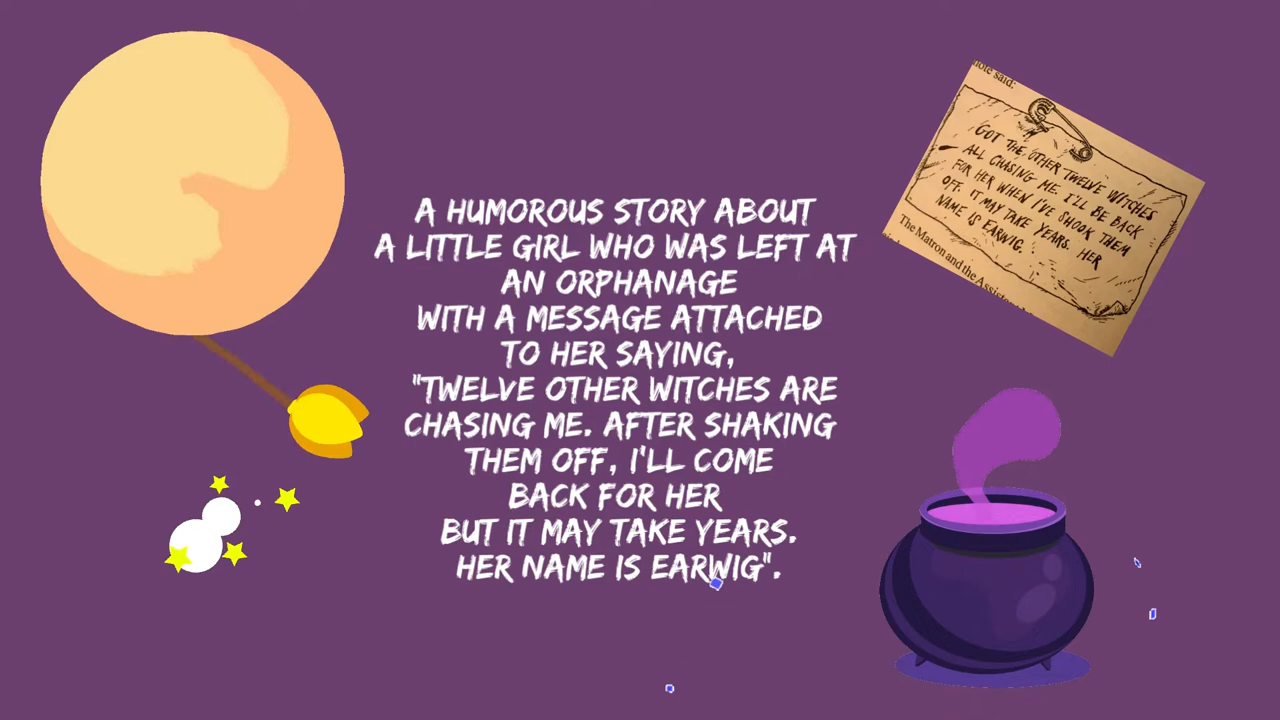 A HUMOROUS STORY ABOUT
A LITTLE GIRL WHO WAS LEFT AT
AN ORPHANAGE
WITH A MESSAGE ATTACHED
TO HER SAYING,
"TWELVE OTHER WITCHES ARE
CHASING ME. AFTER SHAKING
THEM OFF, I'LL COME
BACK FOR HER
BUT IT MAY TAKE YEARS.
HER NAME IS EARWIG".
said:
GOT THE OTHER TWELVE WITCHES
ALL CHASING ME. I'LL BE BACK
FOR HER WHEN I'VE SHOOK THEM
OFF. IT MAY TAKE YEARS. HER
NAME IS EARWIG.
The Matron and the